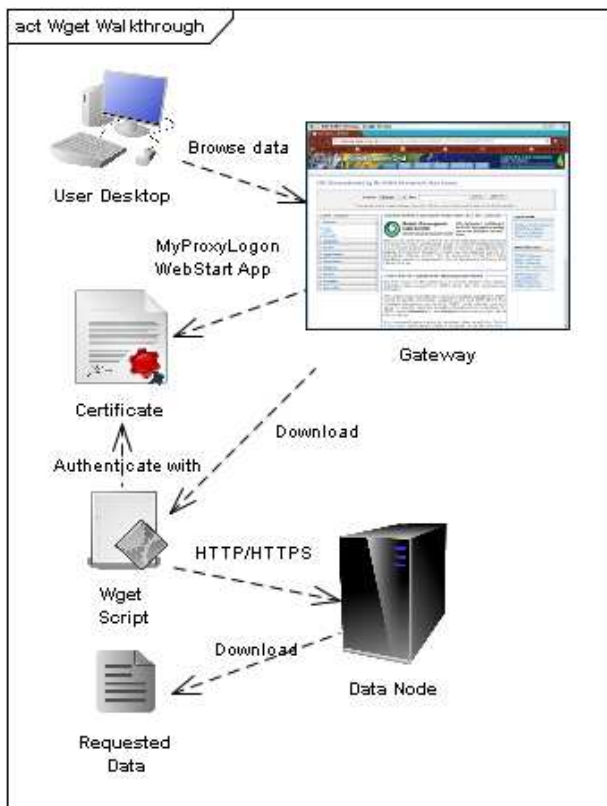 act Wget Walkthrough
User Desktop
Browse data
MyProxyLogon
WebStart App
Gateway
Certificate
Download
Authenticate with
HTTP/HTTPS
Wget
Script
Download
Data Node
Requested
Data